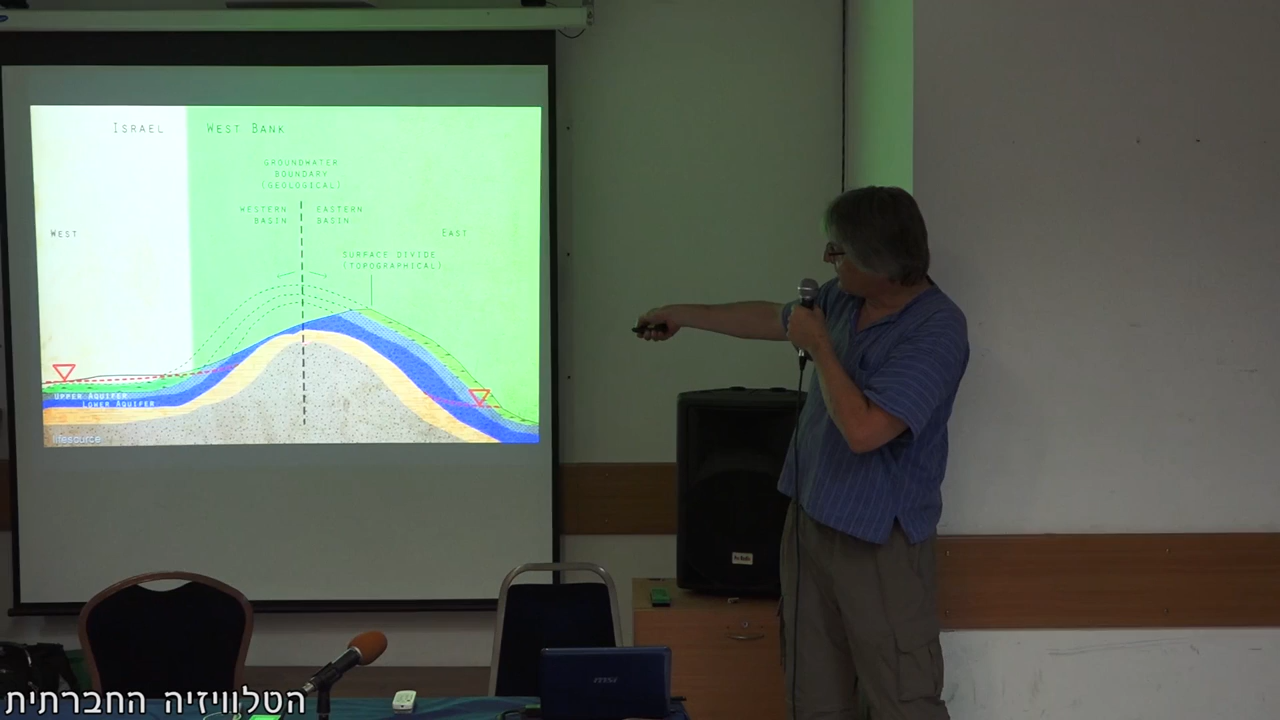 ISRAEL WEST BANK
GROUNDWATER
BOUNDARY
(GEOLOGICAL)
WESTERN EASTERN
BASIN BASIN
WEST EAST
SURFACE DIVIDE
(TOPOGRAPHICAL)
UPPER AQUIFER
LOWER AQUIFER
lifesource
msi
הטלוויזיה החברתית